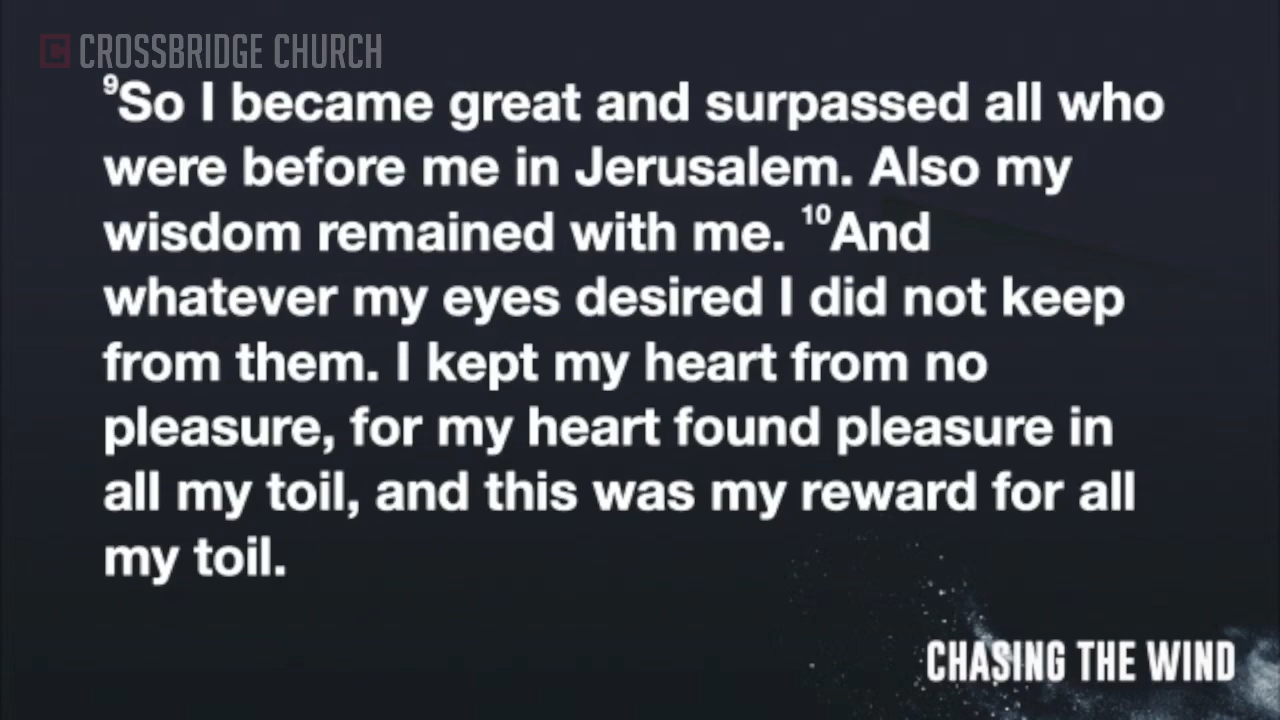 CROSSBRIDGE CHURCH
⁹So I became great and surpassed all who
were before me in Jerusalem. Also my
wisdom remained with me. ¹⁰And
whatever my eyes desired I did not keep
from them. I kept my heart from no
pleasure, for my heart found pleasure in
all my toil, and this was my reward for all
my toil.
CHASING THE WIND